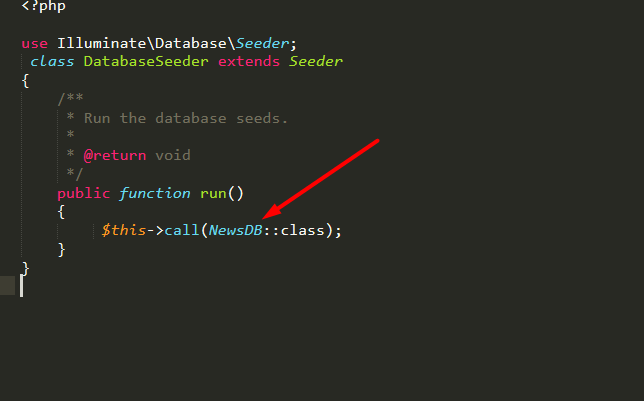 <?php
use Illuminate\Database\Seeder;
class DatabaseSeeder extends Seeder
{
/**
* Run the database seeds.
*
* @return void
*/
public function run()
{
$this->call(NewsDB::class);
}
}